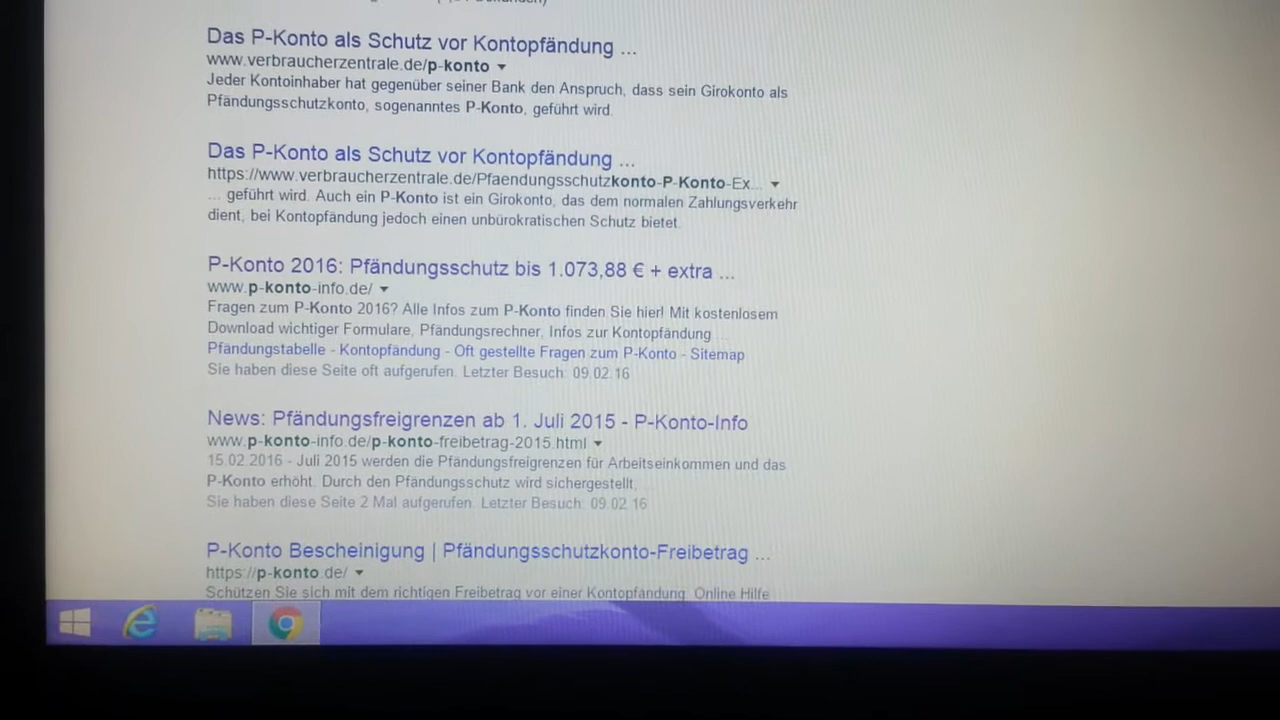 Das P-Konto als Schutz vor Kontopfändung ...
www.verbraucherzentrale.de/p-konto
Jeder Kontoinhaber hat gegenüber seiner Bank den Anspruch, dass sein Girokonto als
Pfändungsschutzkonto, sogenanntes P-Konto, geführt wird.
Das P-Konto als Schutz vor Kontopfändung ...
https://www.verbraucherzentrale.de/Pfaendungsschutzkonto-P-Konto-Ex...
... geführt wird. Auch ein P-Konto ist ein Girokonto, das dem normalen Zahlungsverkehr
dient, bei Kontopfändung jedoch einen unbürokratischen Schutz bietet.
P-Konto 2016: Pfändungsschutz bis 1.073,88 € + extra ...
www.p-konto-info.de/
Fragen zum P-Konto 2016? Alle Infos zum P-Konto finden Sie hier! Mit kostenlosem
Download wichtiger Formulare, Pfändungsrechner, Infos zur Kontopfändung ...
Pfändungstabelle - Kontopfändung - Oft gestellte Fragen zum P-Konto - Sitemap
Sie haben diese Seite oft aufgerufen. Letzter Besuch: 09.02.16
News: Pfändungsfreigrenzen ab 1. Juli 2015 - P-Konto-Info
www.p-konto-info.de/p-konto-freibetrag-2015.html
15.02.2016 - Juli 2015 werden die Pfändungsfreigrenzen für Arbeitseinkommen und das
P-Konto erhöht. Durch den Pfändungsschutz wird sichergestellt,
Sie haben diese Seite 2 Mal aufgerufen. Letzter Besuch: 09.02.16
P-Konto Bescheinigung | Pfändungsschutzkonto-Freibetrag ...
https://p-konto.de/
Schützen Sie sich mit dem richtigen Freibetrag vor einer Kontopfändung. Online Hilfe